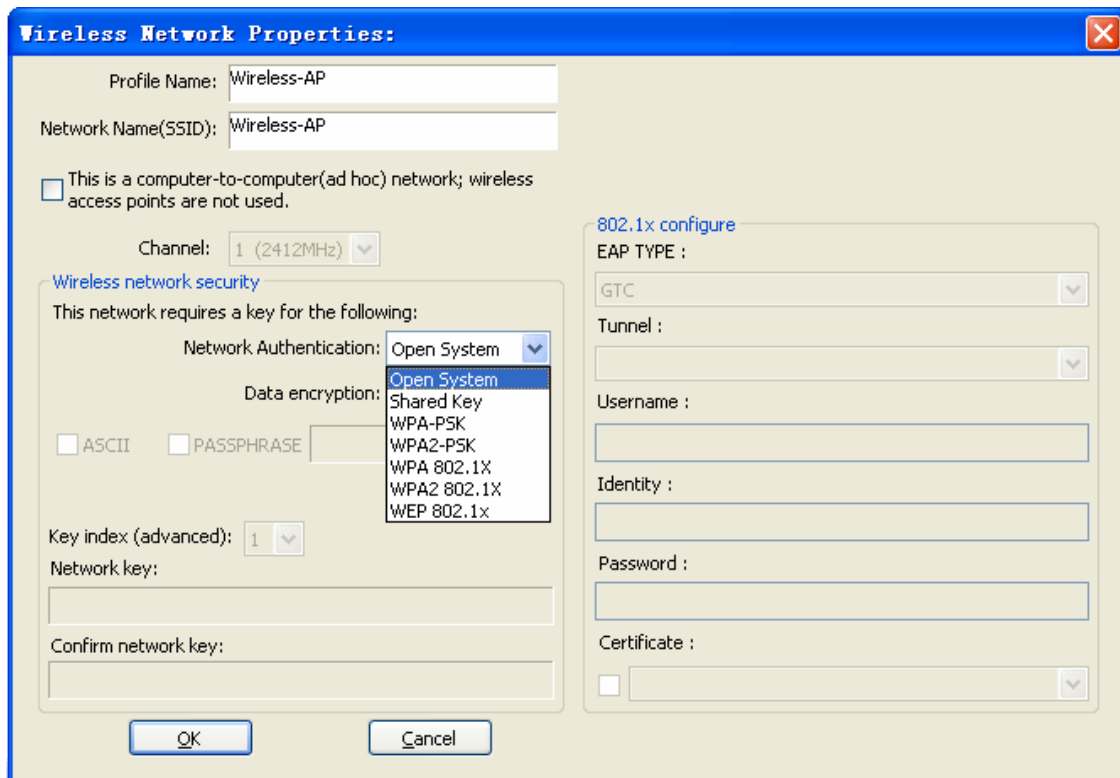 Wireless Network Properties:
Profile Name: Wireless-AP
Network Name(SSID): Wireless-AP
This is a computer-to-computer(ad hoc) network; wireless
access points are not used.
Channel: 1 (2412MHz)
Wireless network security
This network requires a key for the following:
Network Authentication: Open System
Data encryption:
Open System
Shared Key
WPA-PSK
WPA2-PSK
WPA 802.1X
WPA2 802.1X
WEP 802.1x
ASCII PASSPHRASE
Key index (advanced): 1
Network key:
Confirm network key:
802.1x configure
EAP TYPE :
GTC
Tunnel :
Username :
Identity :
Password :
Certificate :
OK Cancel